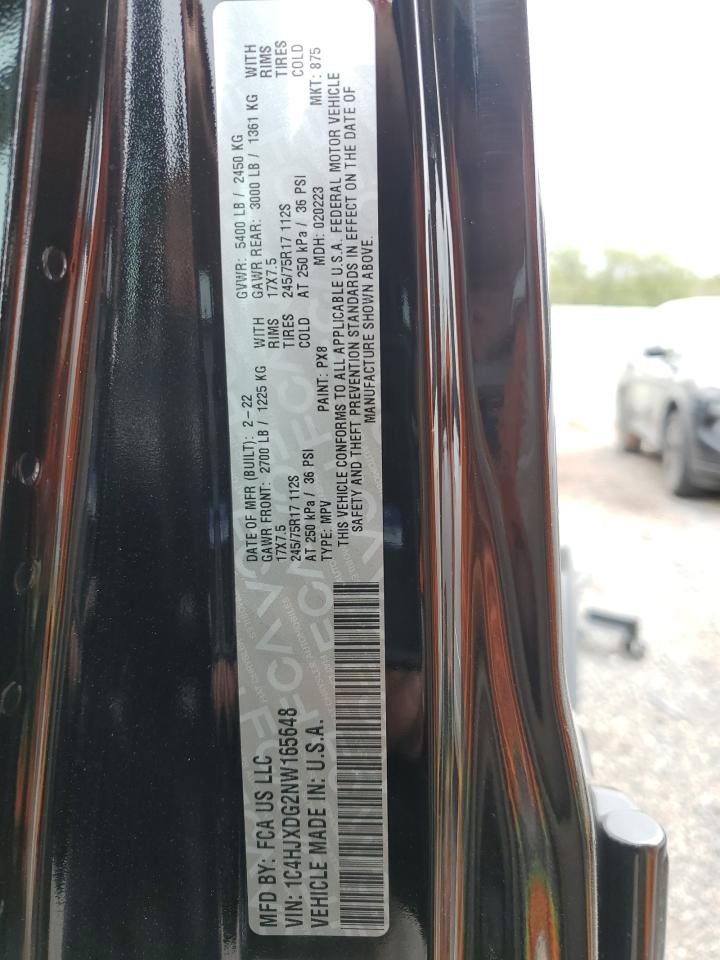 MFD BY: FCA US LLC
VIN: 1C4HJXDG2NW165648
VEHICLE MADE IN: U.S.A.
DATE OF MFR (BUILT): 2-22
GAWR FRONT: 2700 LB / 1225 KG WITH
17X7.5 RIMS
245/75R17 112S TIRES
AT 250 kPa / 36 PSI COLD
GVWR: 5400 LB / 2450 KG
GAWR REAR: 3000 LB / 1361 KG WITH
17X7.5 RIMS
245/75R17 112S TIRES
AT 250 kPa / 36 PSI COLD
TYPE: MPV PAINT: PX8 MDH: 020223 MKT: 875
THIS VEHICLE CONFORMS TO ALL APPLICABLE U.S.A. FEDERAL MOTOR VEHICLE
SAFETY AND THEFT PREVENTION STANDARDS IN EFFECT ON THE DATE OF
MANUFACTURE SHOWN ABOVE.